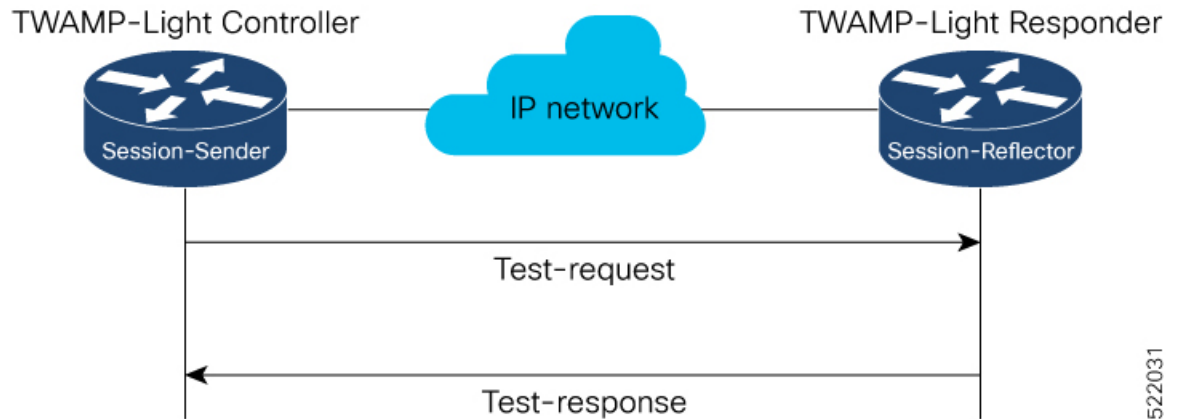 TWAMP-Light Controller
TWAMP-Light Responder
IP network
Session-Sender
Session-Reflector
Test-request
Test-response
522031